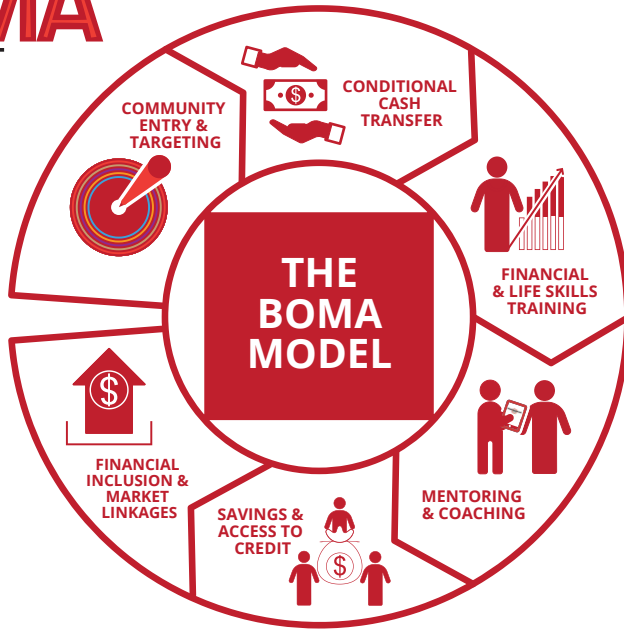 MA
COMMUNITY
ENTRY &
TARGETING
CONDITIONAL
CASH
TRANSFER
$
FINANCIAL
& LIFE SKILLS
TRAINING
MENTORING
& COACHING
SAVINGS &
ACCESS TO
CREDIT
$
FINANCIAL
INCLUSION &
MARKET
LINKAGES
$
THE
BOMA
MODEL